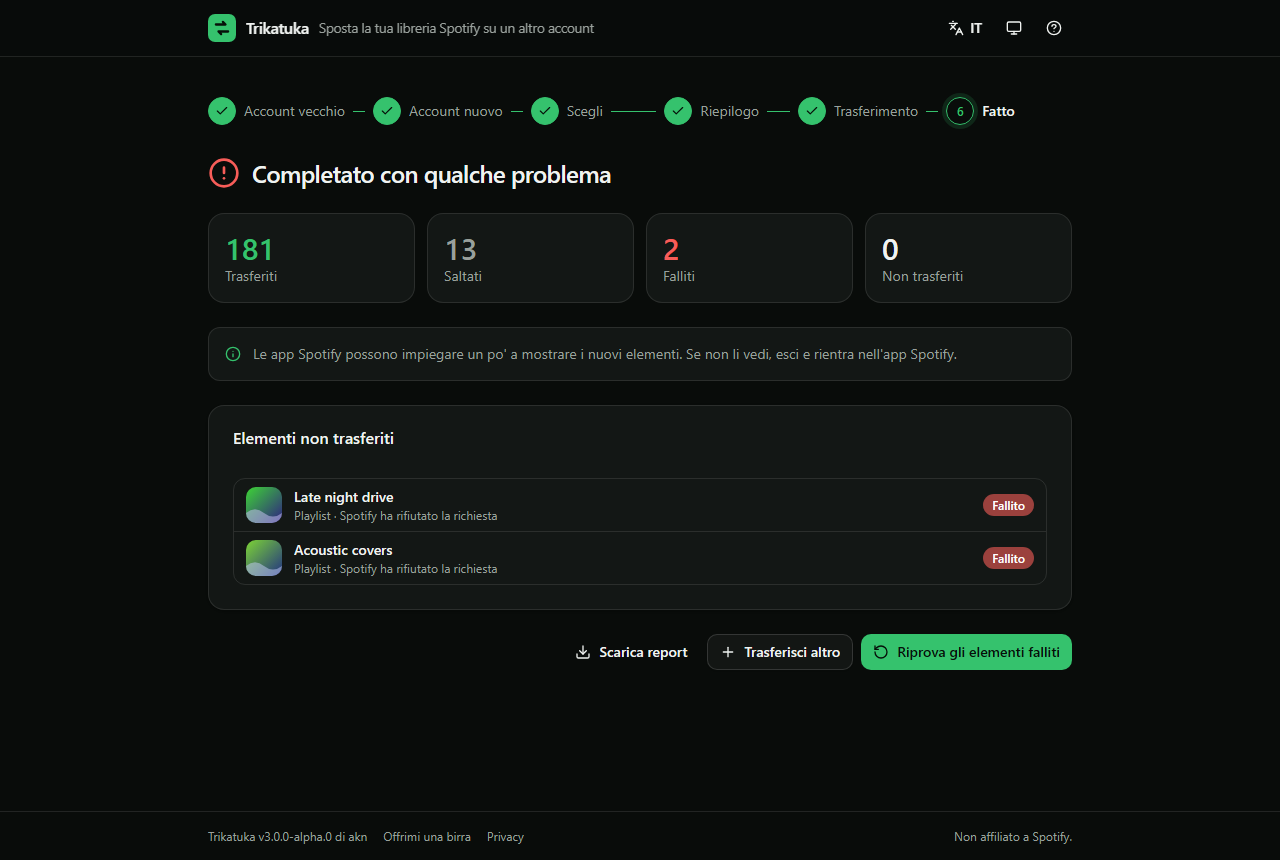 Trikatuka Sposta la tua libreria Spotify su un altro account IT
Account vecchio Account nuovo Scegli Riepilogo Trasferimento 6 Fatto
Completato con qualche problema
181 13 2 0
Trasferiti Saltati Falliti Non trasferiti
Le app Spotify possono impiegare un po' a mostrare i nuovi elementi. Se non li vedi, esci e rientra nell'app Spotify.
Elementi non trasferiti
Late night drive
Playlist · Spotify ha rifiutato la richiesta
Fallito
Acoustic covers
Playlist · Spotify ha rifiutato la richiesta
Fallito
Scarica report Trasferisci altro Riprova gli elementi falliti
Trikatuka v3.0.0-alpha.0 di akn Offrimi una birra Privacy Non affiliato a Spotify.